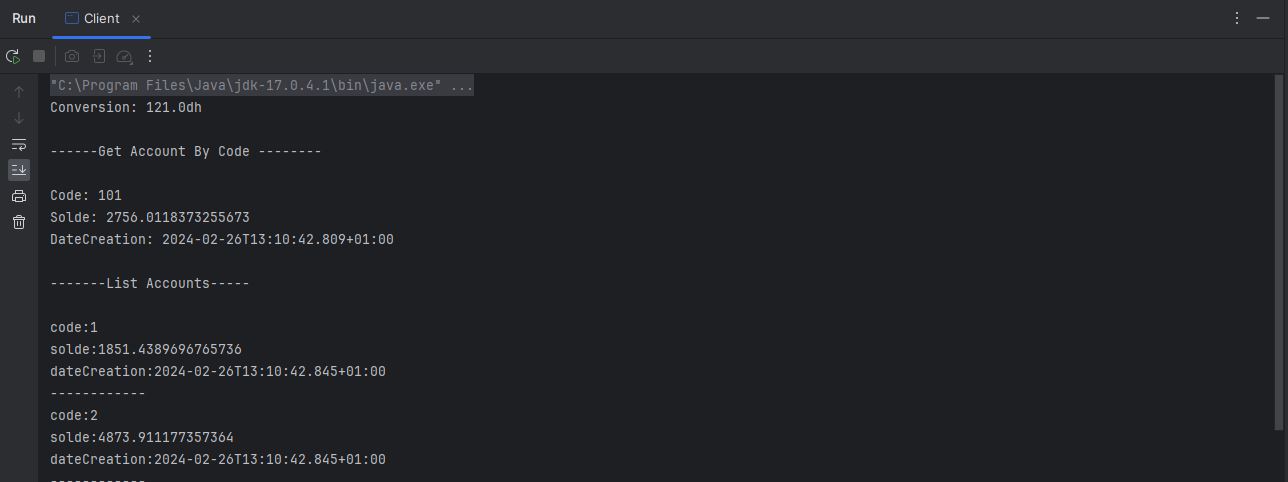 Run Client
"C:\Program Files\Java\jdk-17.0.4.1\bin\java.exe" ...
Conversion: 121.0dh
------Get Account By Code --------
Code: 101
Solde: 2756.0118373255673
DateCreation: 2024-02-26T13:10:42.809+01:00
-------List Accounts-----
code:1
solde:1851.4389696765736
dateCreation:2024-02-26T13:10:42.845+01:00
------------
code:2
solde:4873.911177357364
dateCreation:2024-02-26T13:10:42.845+01:00
------------